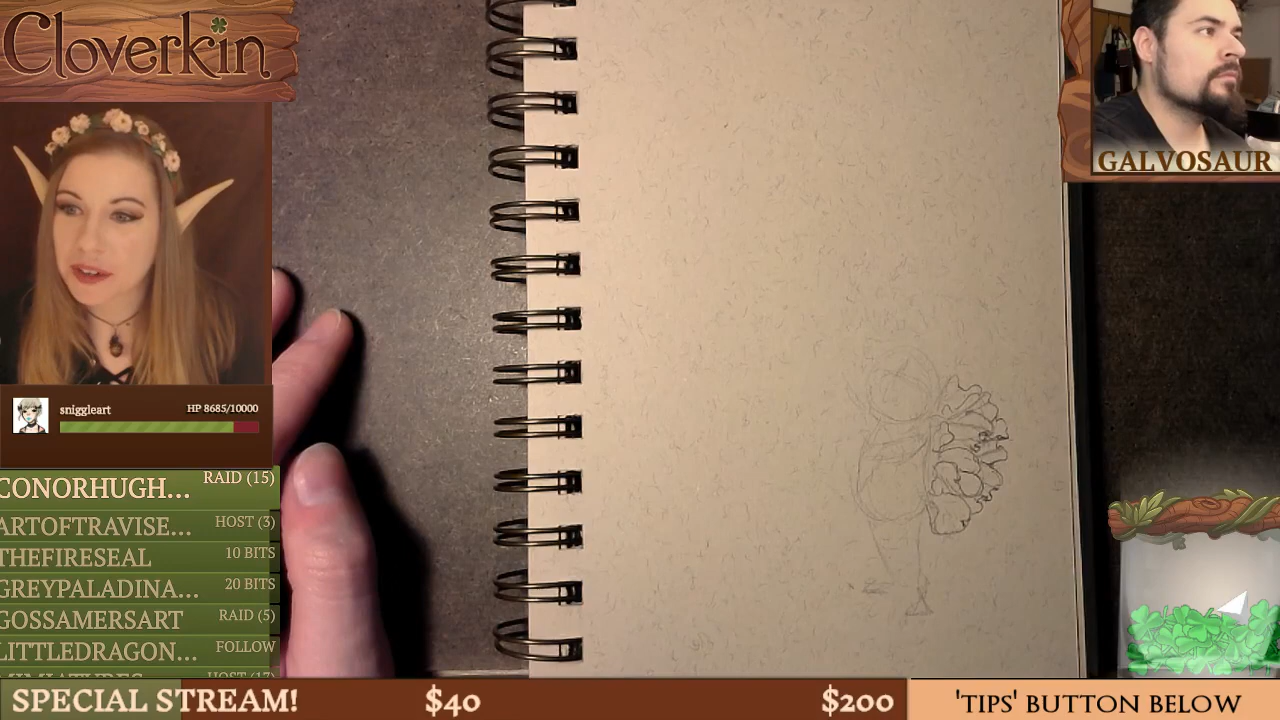 Cloverkin
GALVOSAUR
sniggleart HP 8685/10000
CONORHUGH... RAID (15)
ARTOFTRAVISE... HOST (3)
THEFIRESEAL 10 BITS
GREYPALADINA... 20 BITS
GOSSAMERSART RAID (5)
LITTLEDRAGON... FOLLOW
SPECIAL STREAM! $40 $200 'TIPS' BUTTON BELOW